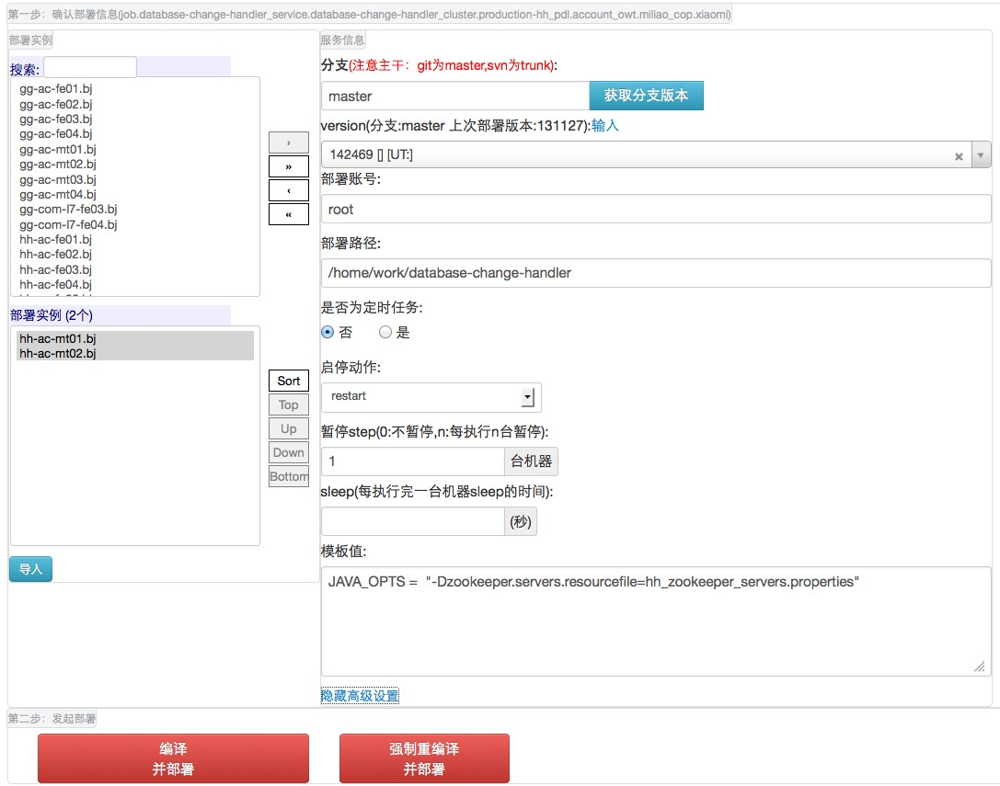 第一步：确认部署信息(job.database-change-handler_service.database-change-handler_cluster.production-hh_pdl.account_owt.miliao_cop.xiaomi)
部署实例
搜索:
gg-ac-fe01.bj
gg-ac-fe02.bj
gg-ac-fe03.bj
gg-ac-fe04.bj
gg-ac-mt01.bj
gg-ac-mt02.bj
gg-ac-mt03.bj
gg-ac-mt04.bj
gg-com-l7-fe03.bj
gg-com-l7-fe04.bj
hh-ac-fe01.bj
hh-ac-fe02.bj
hh-ac-fe03.bj
hh-ac-fe04.bj
›
»
‹
«
部署实例 (2个)
hh-ac-mt01.bj
hh-ac-mt02.bj
Sort
Top
Up
Down
Bottom
导入
服务信息
分支(注意主干：git为master,svn为trunk):
master
获取分支版本
version(分支:master 上次部署版本:131127):输入
142469 [] [UT:]
部署账号:
root
部署路径:
/home/work/database-change-handler
是否为定时任务:
否 是
启停动作:
restart
暂停step(0:不暂停,n:每执行n台暂停):
1 台机器
sleep(每执行完一台机器sleep的时间):
(秒)
模板值:
JAVA_OPTS = "-Dzookeeper.servers.resourcefile=hh_zookeeper_servers.properties"
隐藏高级设置
第二步：发起部署
编译
并部署
强制重编译
并部署